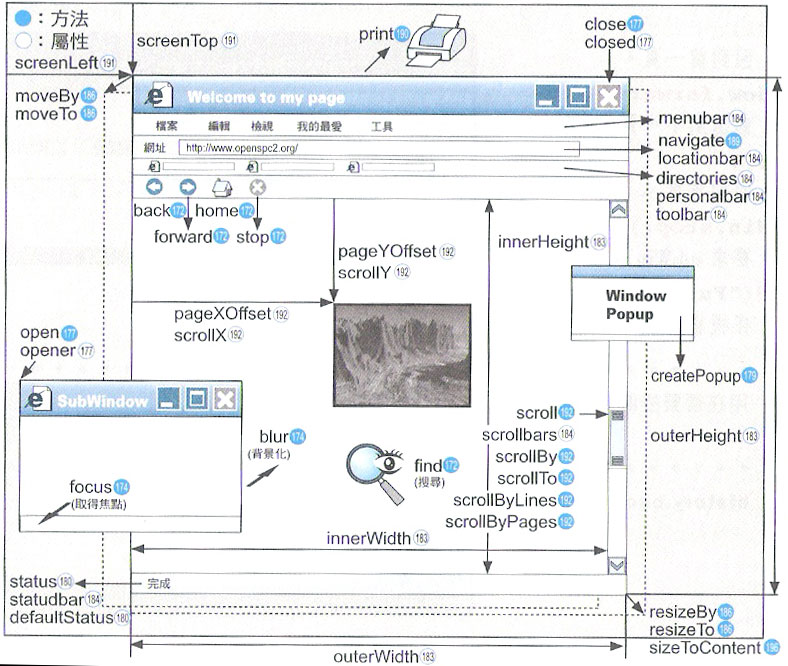 ：方法
：屬性
screenTop 191
screenLeft 191
print 190
close 177
closed 177
moveBy 186
moveTo 186
Welcome to my page
檔案 編輯 檢視 我的最愛 工具
menubar 184
網址 http://www.openspc2.org/
navigate 189
locationbar 184
directories 184
personalbar 184
toolbar 184
back 172 home 172
forward 172 stop 172
innerHeight 183
pageYOffset 192
scrollY 192
pageXOffset 192
scrollX 192
Window
Popup
createPopup 179
open 177
opener 177
SubWindow
blur 174
(背景化)
focus 174
(取得焦點)
find 172
(搜尋)
scroll 192
scrollbars 184
scrollBy 192
scrollTo 192
scrollByLines 192
scrollByPages 192
outerHeight 183
innerWidth 183
status 180
完成
statudbar 184
defaultStatus 180
resizeBy 186
resizeTo 186
sizeToContent 196
outerWidth 183